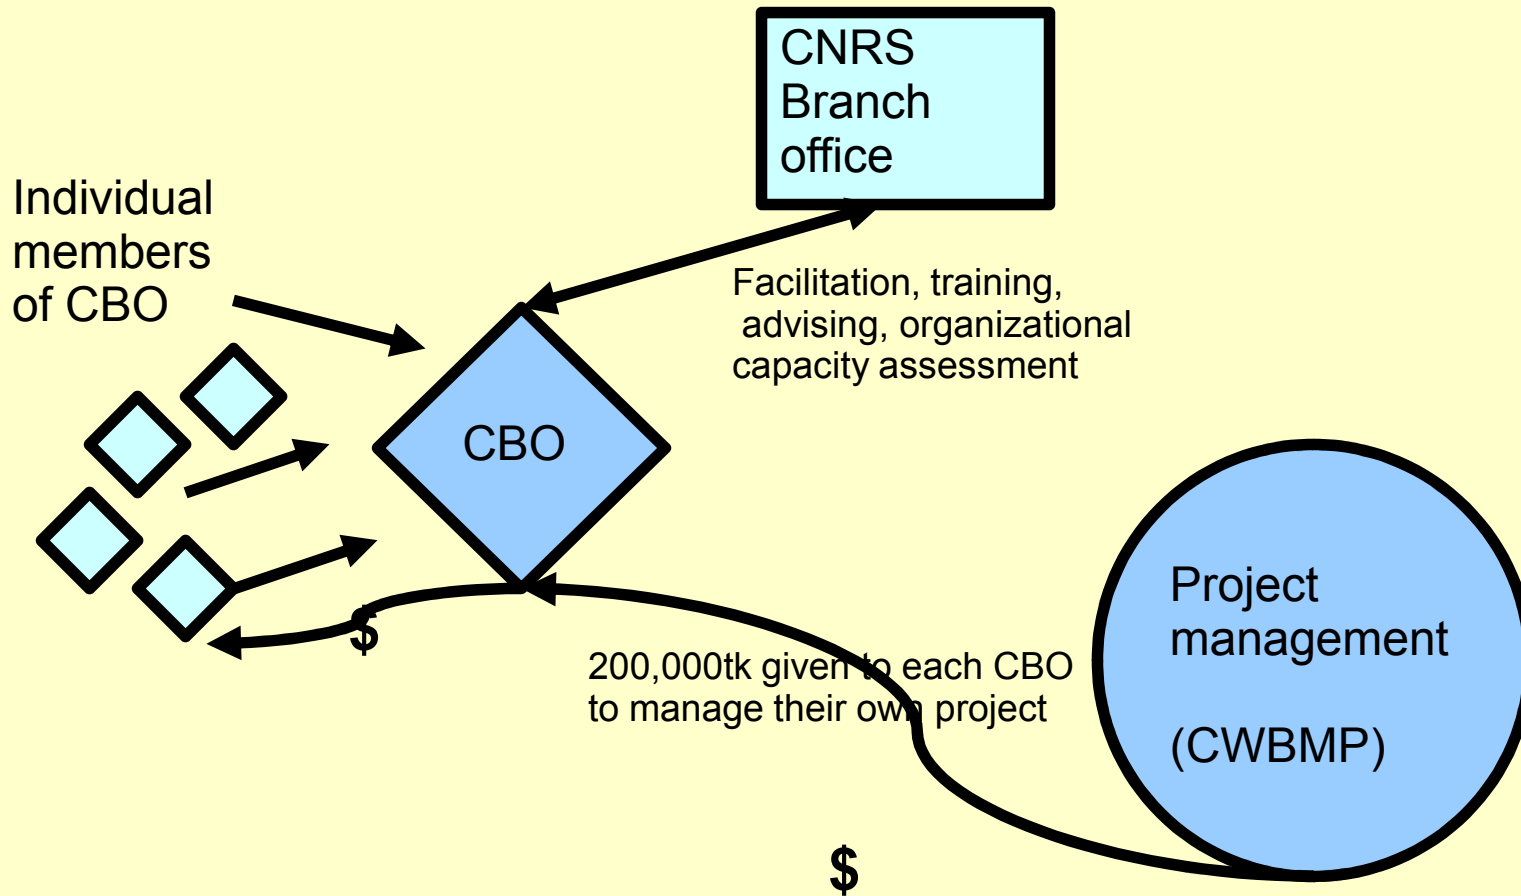 CNRS
Branch
office
Individual
members
of CBO
Facilitation, training,
advising, organizational
capacity assessment
CBO
Project
management
(CWBMP)
$
200,000tk given to each CBO
to manage their own project
$